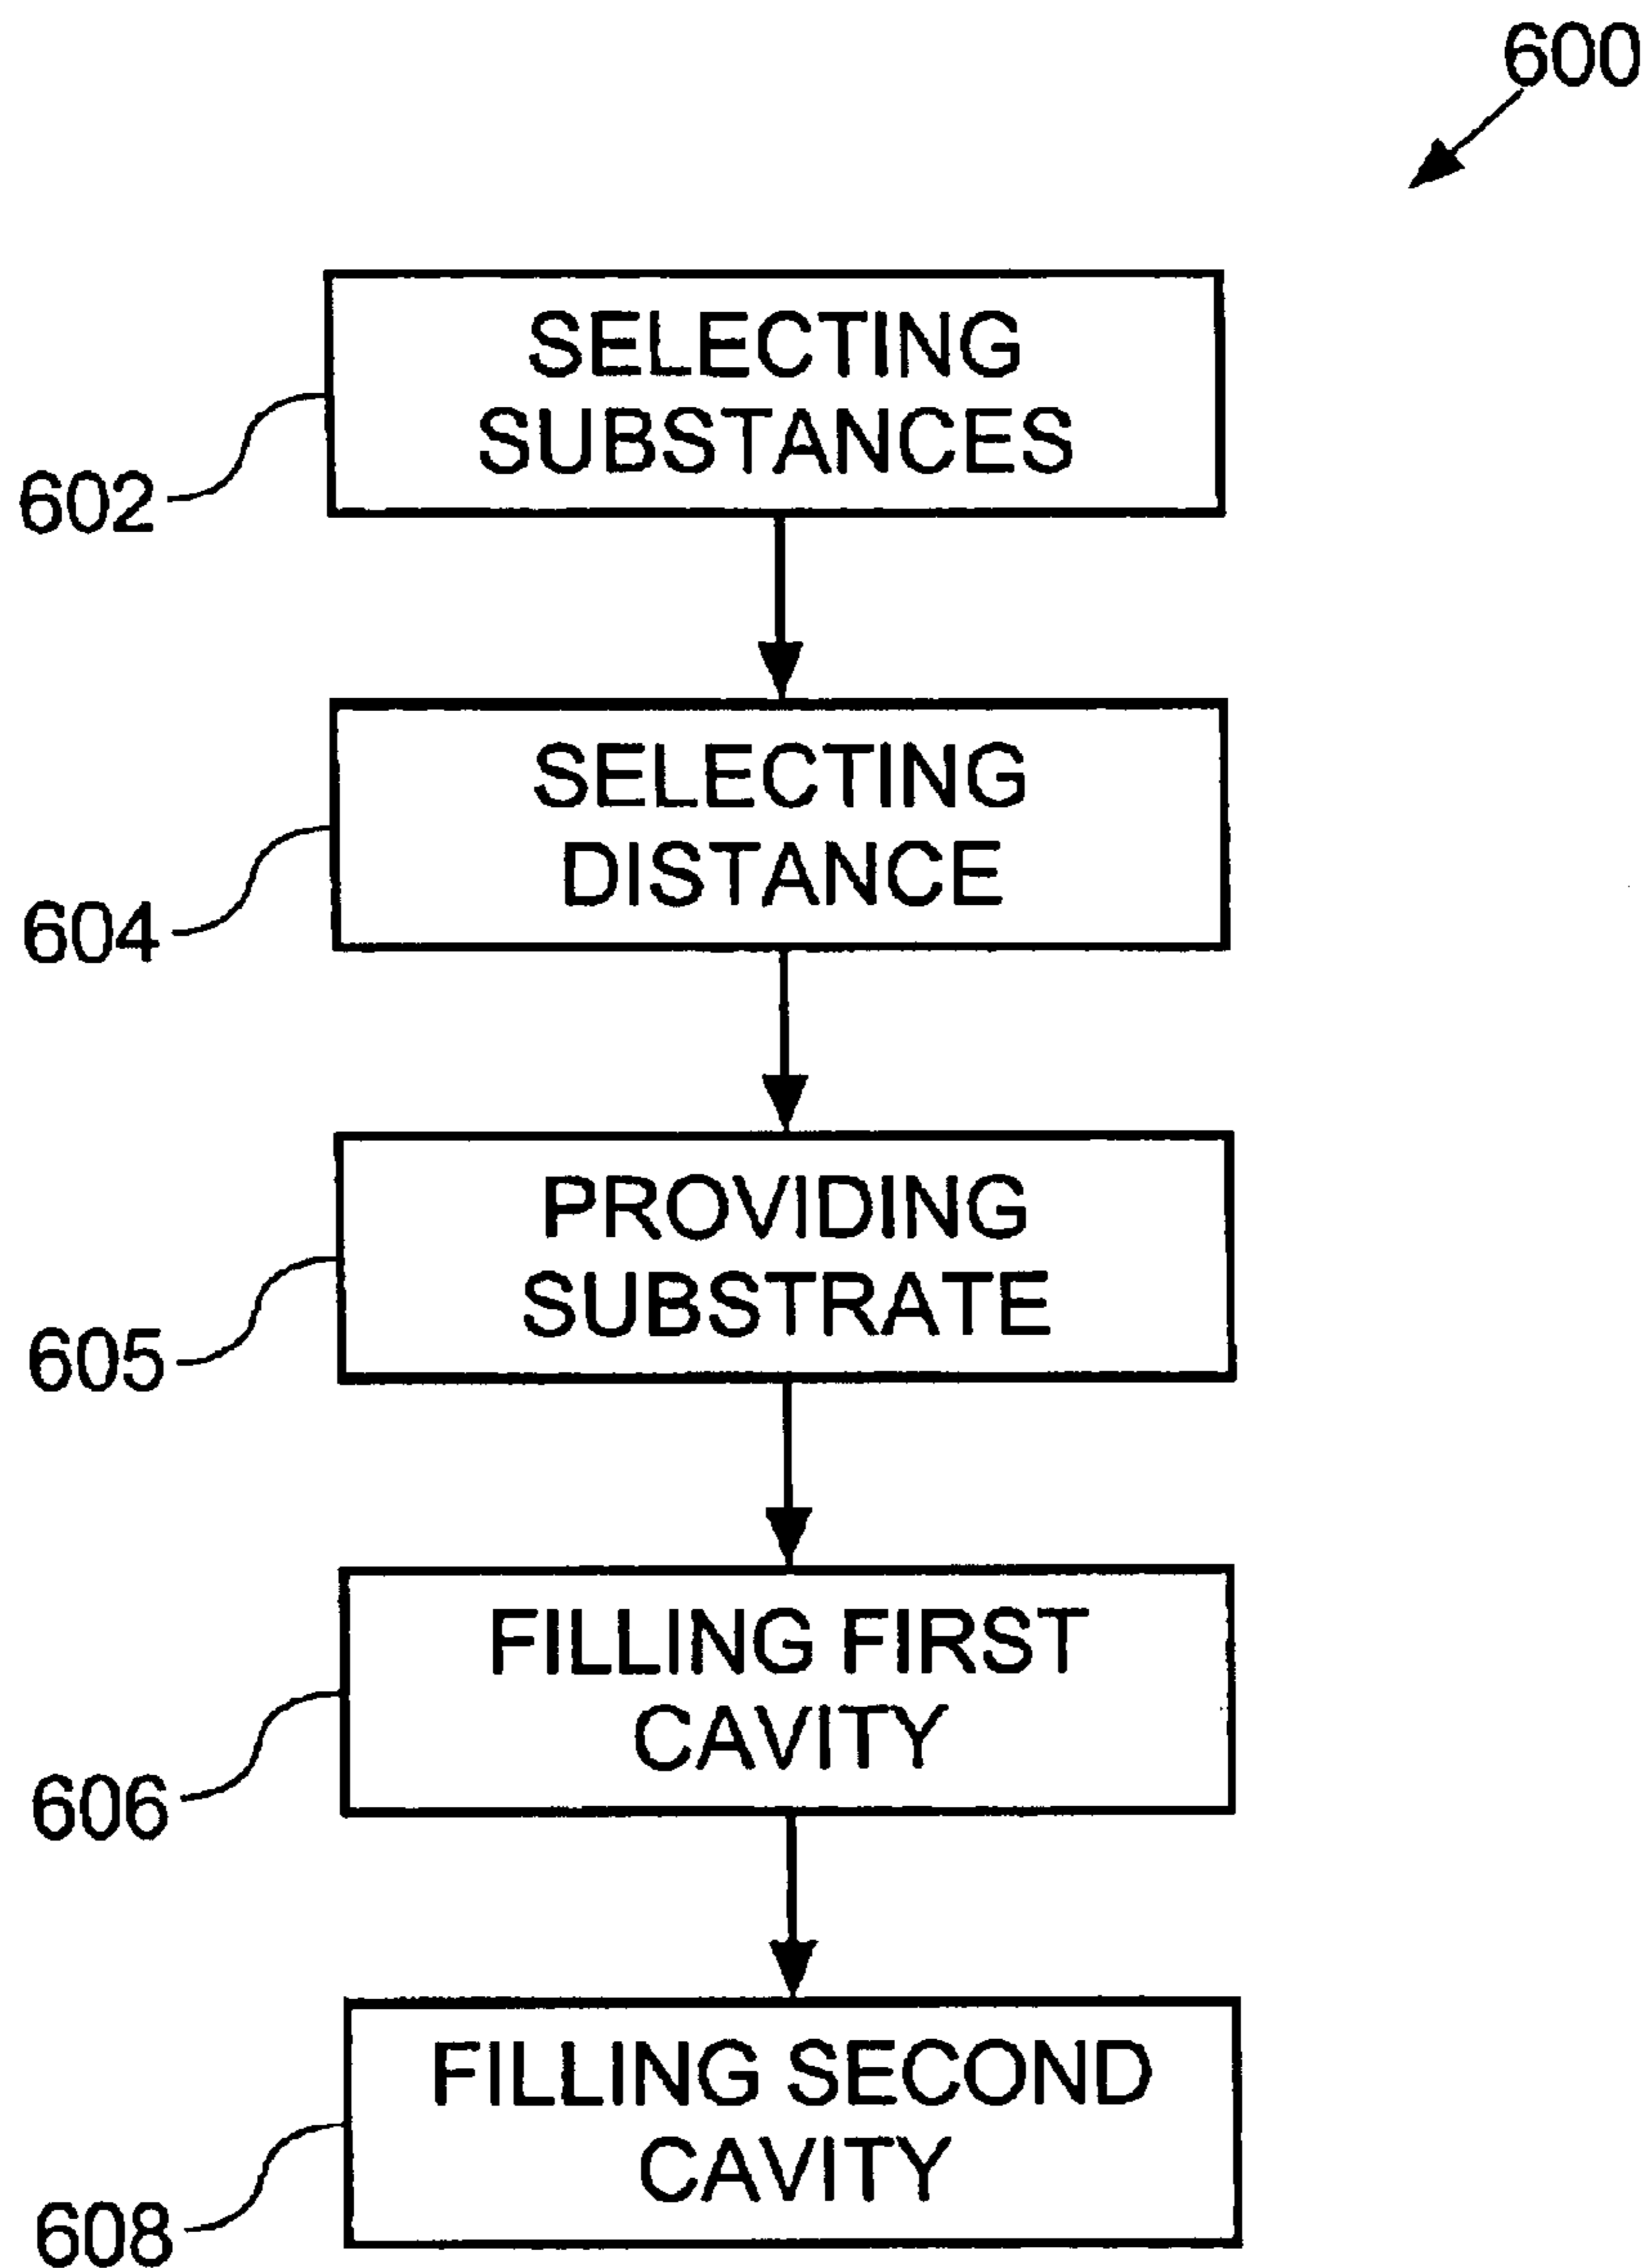 600
SELECTING
SUBSTANCES
602
SELECTING
DISTANCE
604
PROVIDING
SUBSTRATE
605
FILLING FIRST
CAVITY
606
FILLING SECOND
CAVITY
608